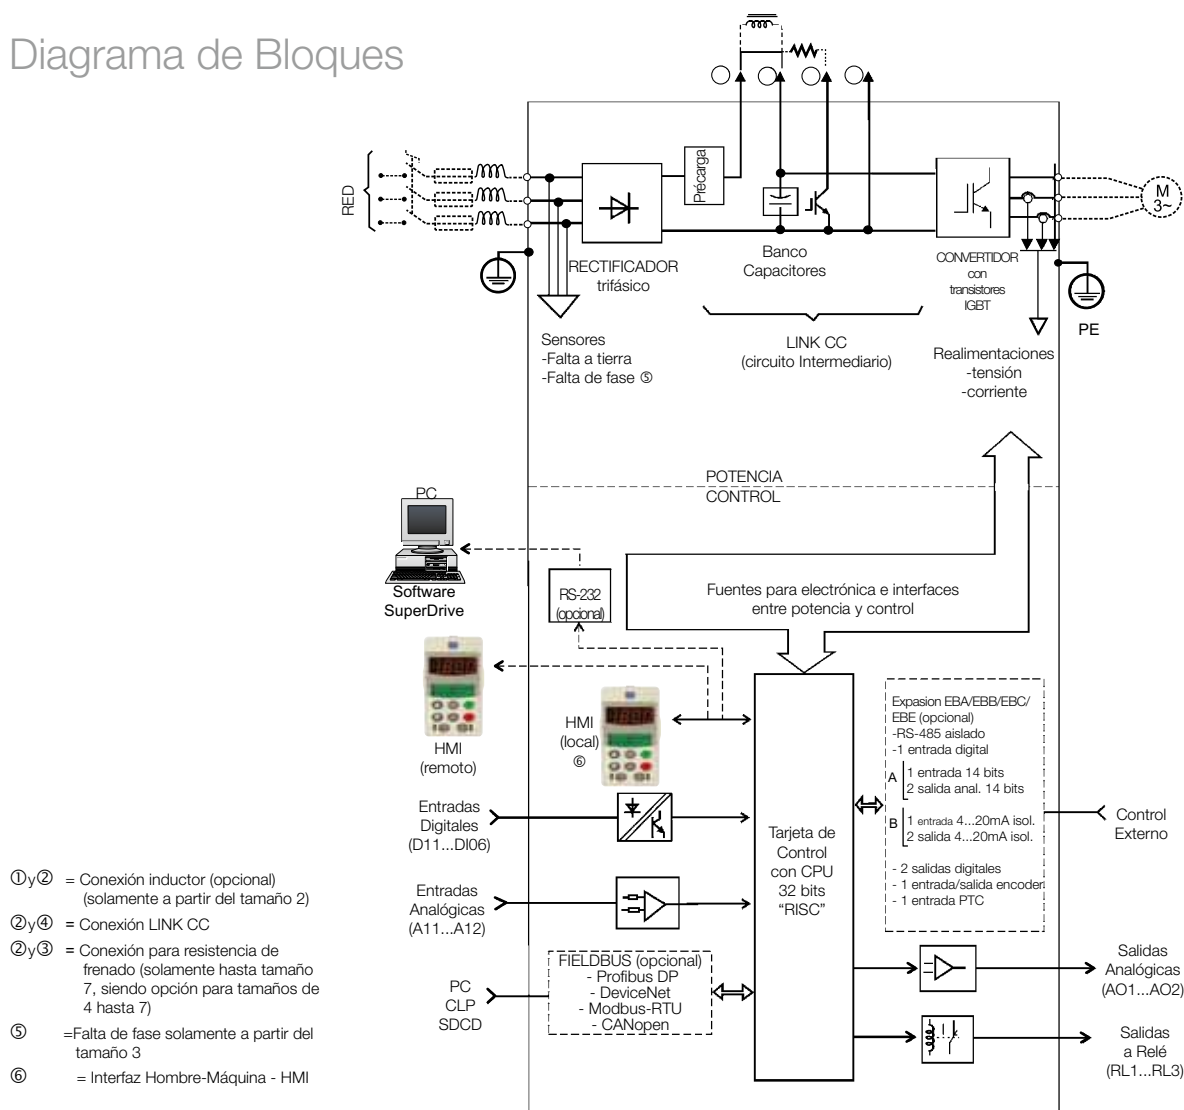 Diagrama de Bloques
RED
Précarga
M
3~
RECTIFICADOR
trifásico
Banco
Capacitores
CONVERTIDOR
con
transistores
IGBT
PE
Sensores
-Falta a tierra
-Falta de fase ⑤
LINK CC
(circuito Intermediario)
Realimentaciones
-tensión
-corriente
POTENCIA
CONTROL
PC
Software
SuperDrive
RS-232
(opcional)
Fuentes para electrónica e interfaces
entre potencia y control
HMI
(remoto)
HMI
(local)
⑥
Expasion EBA/EBB/EBC/
EBE (opcional)
-RS-485 aislado
-1 entrada digital
A
1 entrada 14 bits
2 salida anal. 14 bits
B
1 entrada 4...20mA isol.
2 salida 4...20mA isol.
- 2 salidas digitales
- 1 entrada/salida encoder
- 1 entrada PTC
Control
Externo
Entradas
Digitales
(D11...DI06)
Tarjeta de
Control
con CPU
32 bits
“RISC”
Entradas
Analógicas
(A11...A12)
PC
CLP
SDCD
FIELDBUS (opcional)
- Profibus DP
- DeviceNet
- Modbus-RTU
- CANopen
Salidas
Analógicas
(AO1...AO2)
Salidas
a Relé
(RL1...RL3)
①y② = Conexión inductor (opcional)
(solamente a partir del tamaño 2)
②y④ = Conexión LINK CC
②y③ = Conexión para resistencia de
frenado (solamente hasta tamaño
7, siendo opción para tamaños de
4 hasta 7)
⑤ =Falta de fase solamente a partir del
tamaño 3
⑥ = Interfaz Hombre-Máquina - HMI